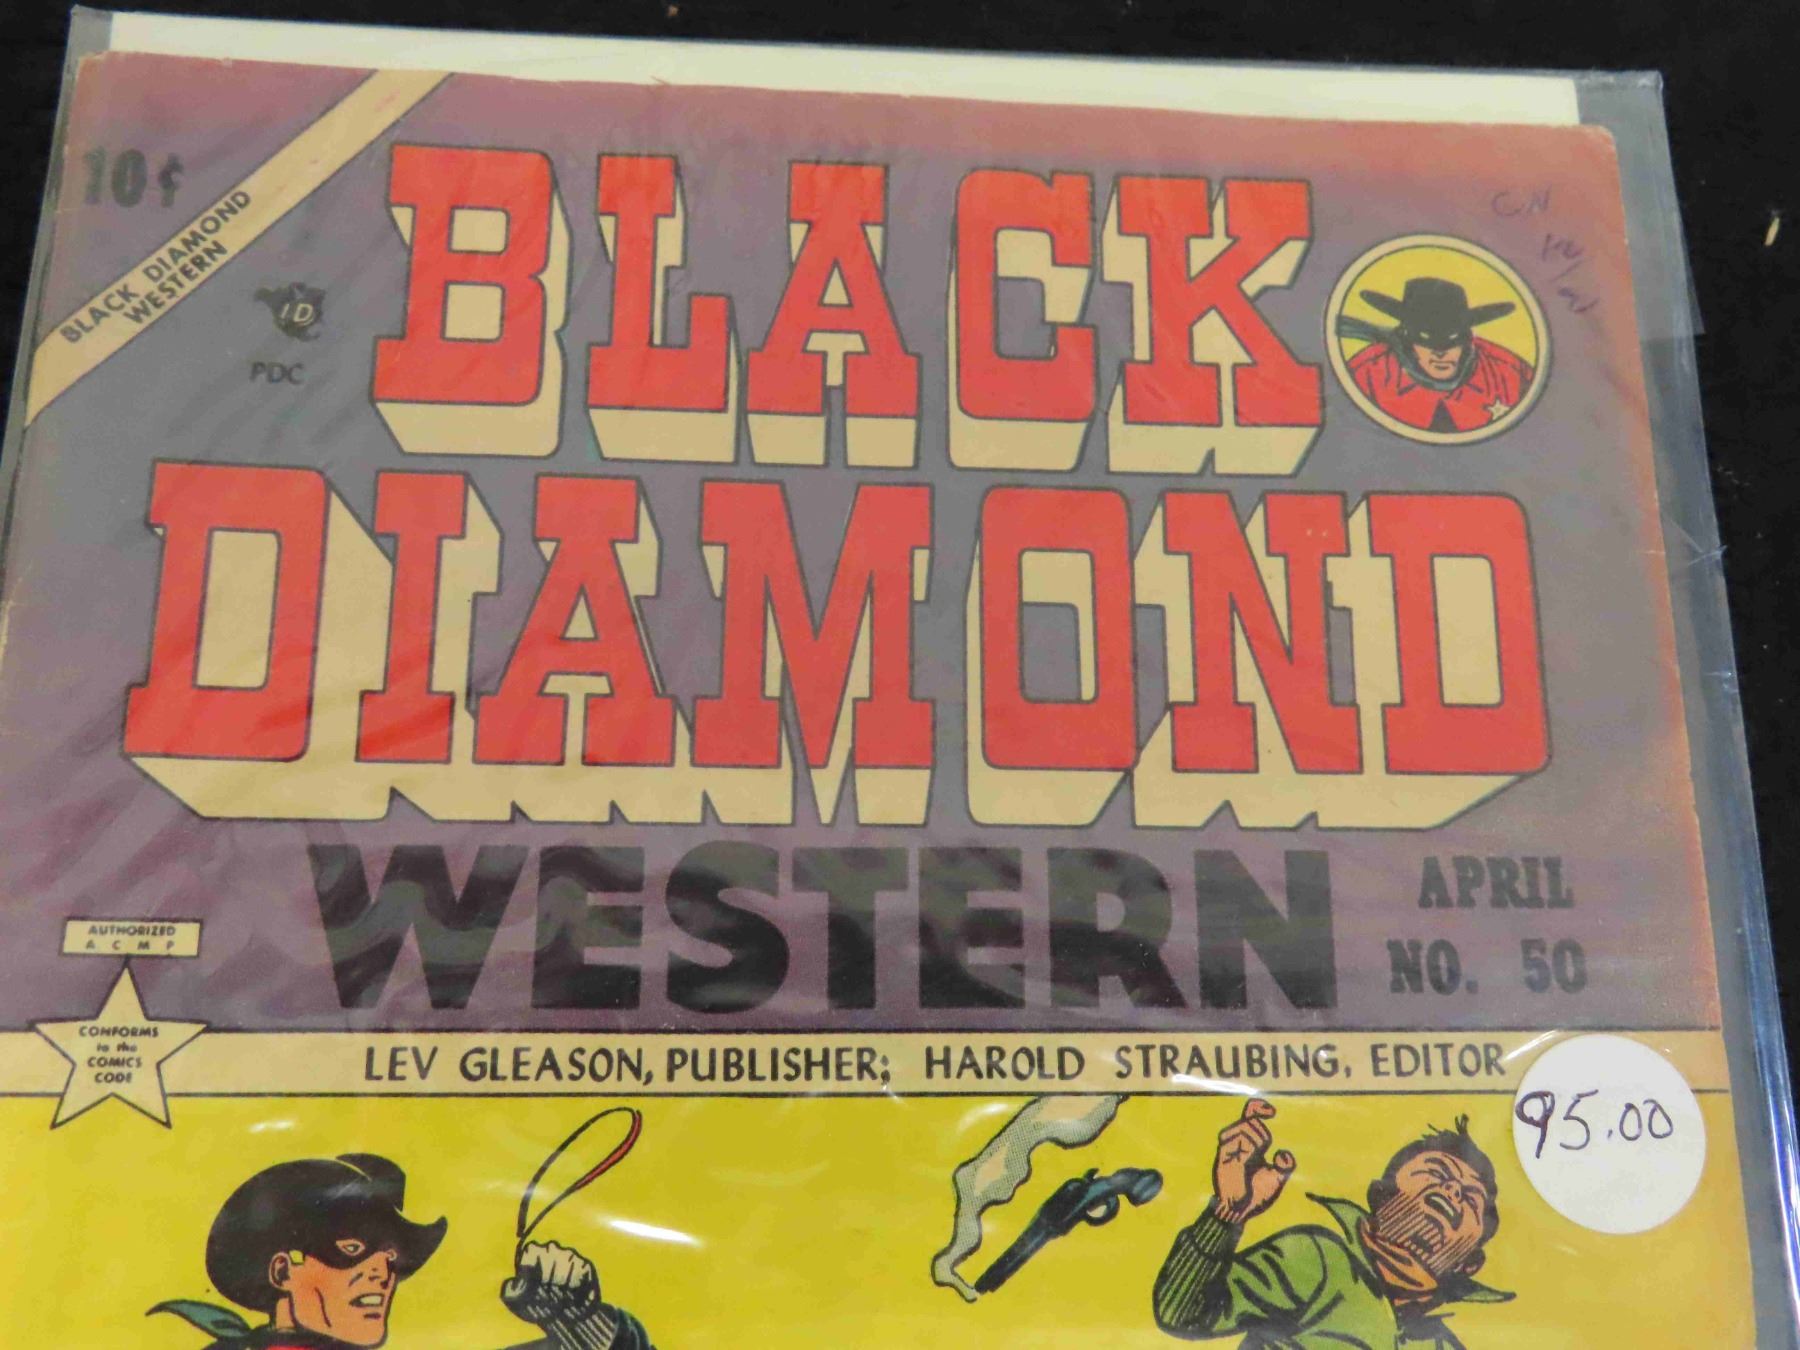 10¢
BLACK DIAMOND
WESTERN
ID
PDC
BLACK
DIAMOND
WESTERN
APRIL
NO. 50
AUTHORIZED
A C M P
CONFORMS
to the
COMICS
CODE
LEV GLEASON, PUBLISHER; HAROLD STRAUBING, EDITOR
95.00